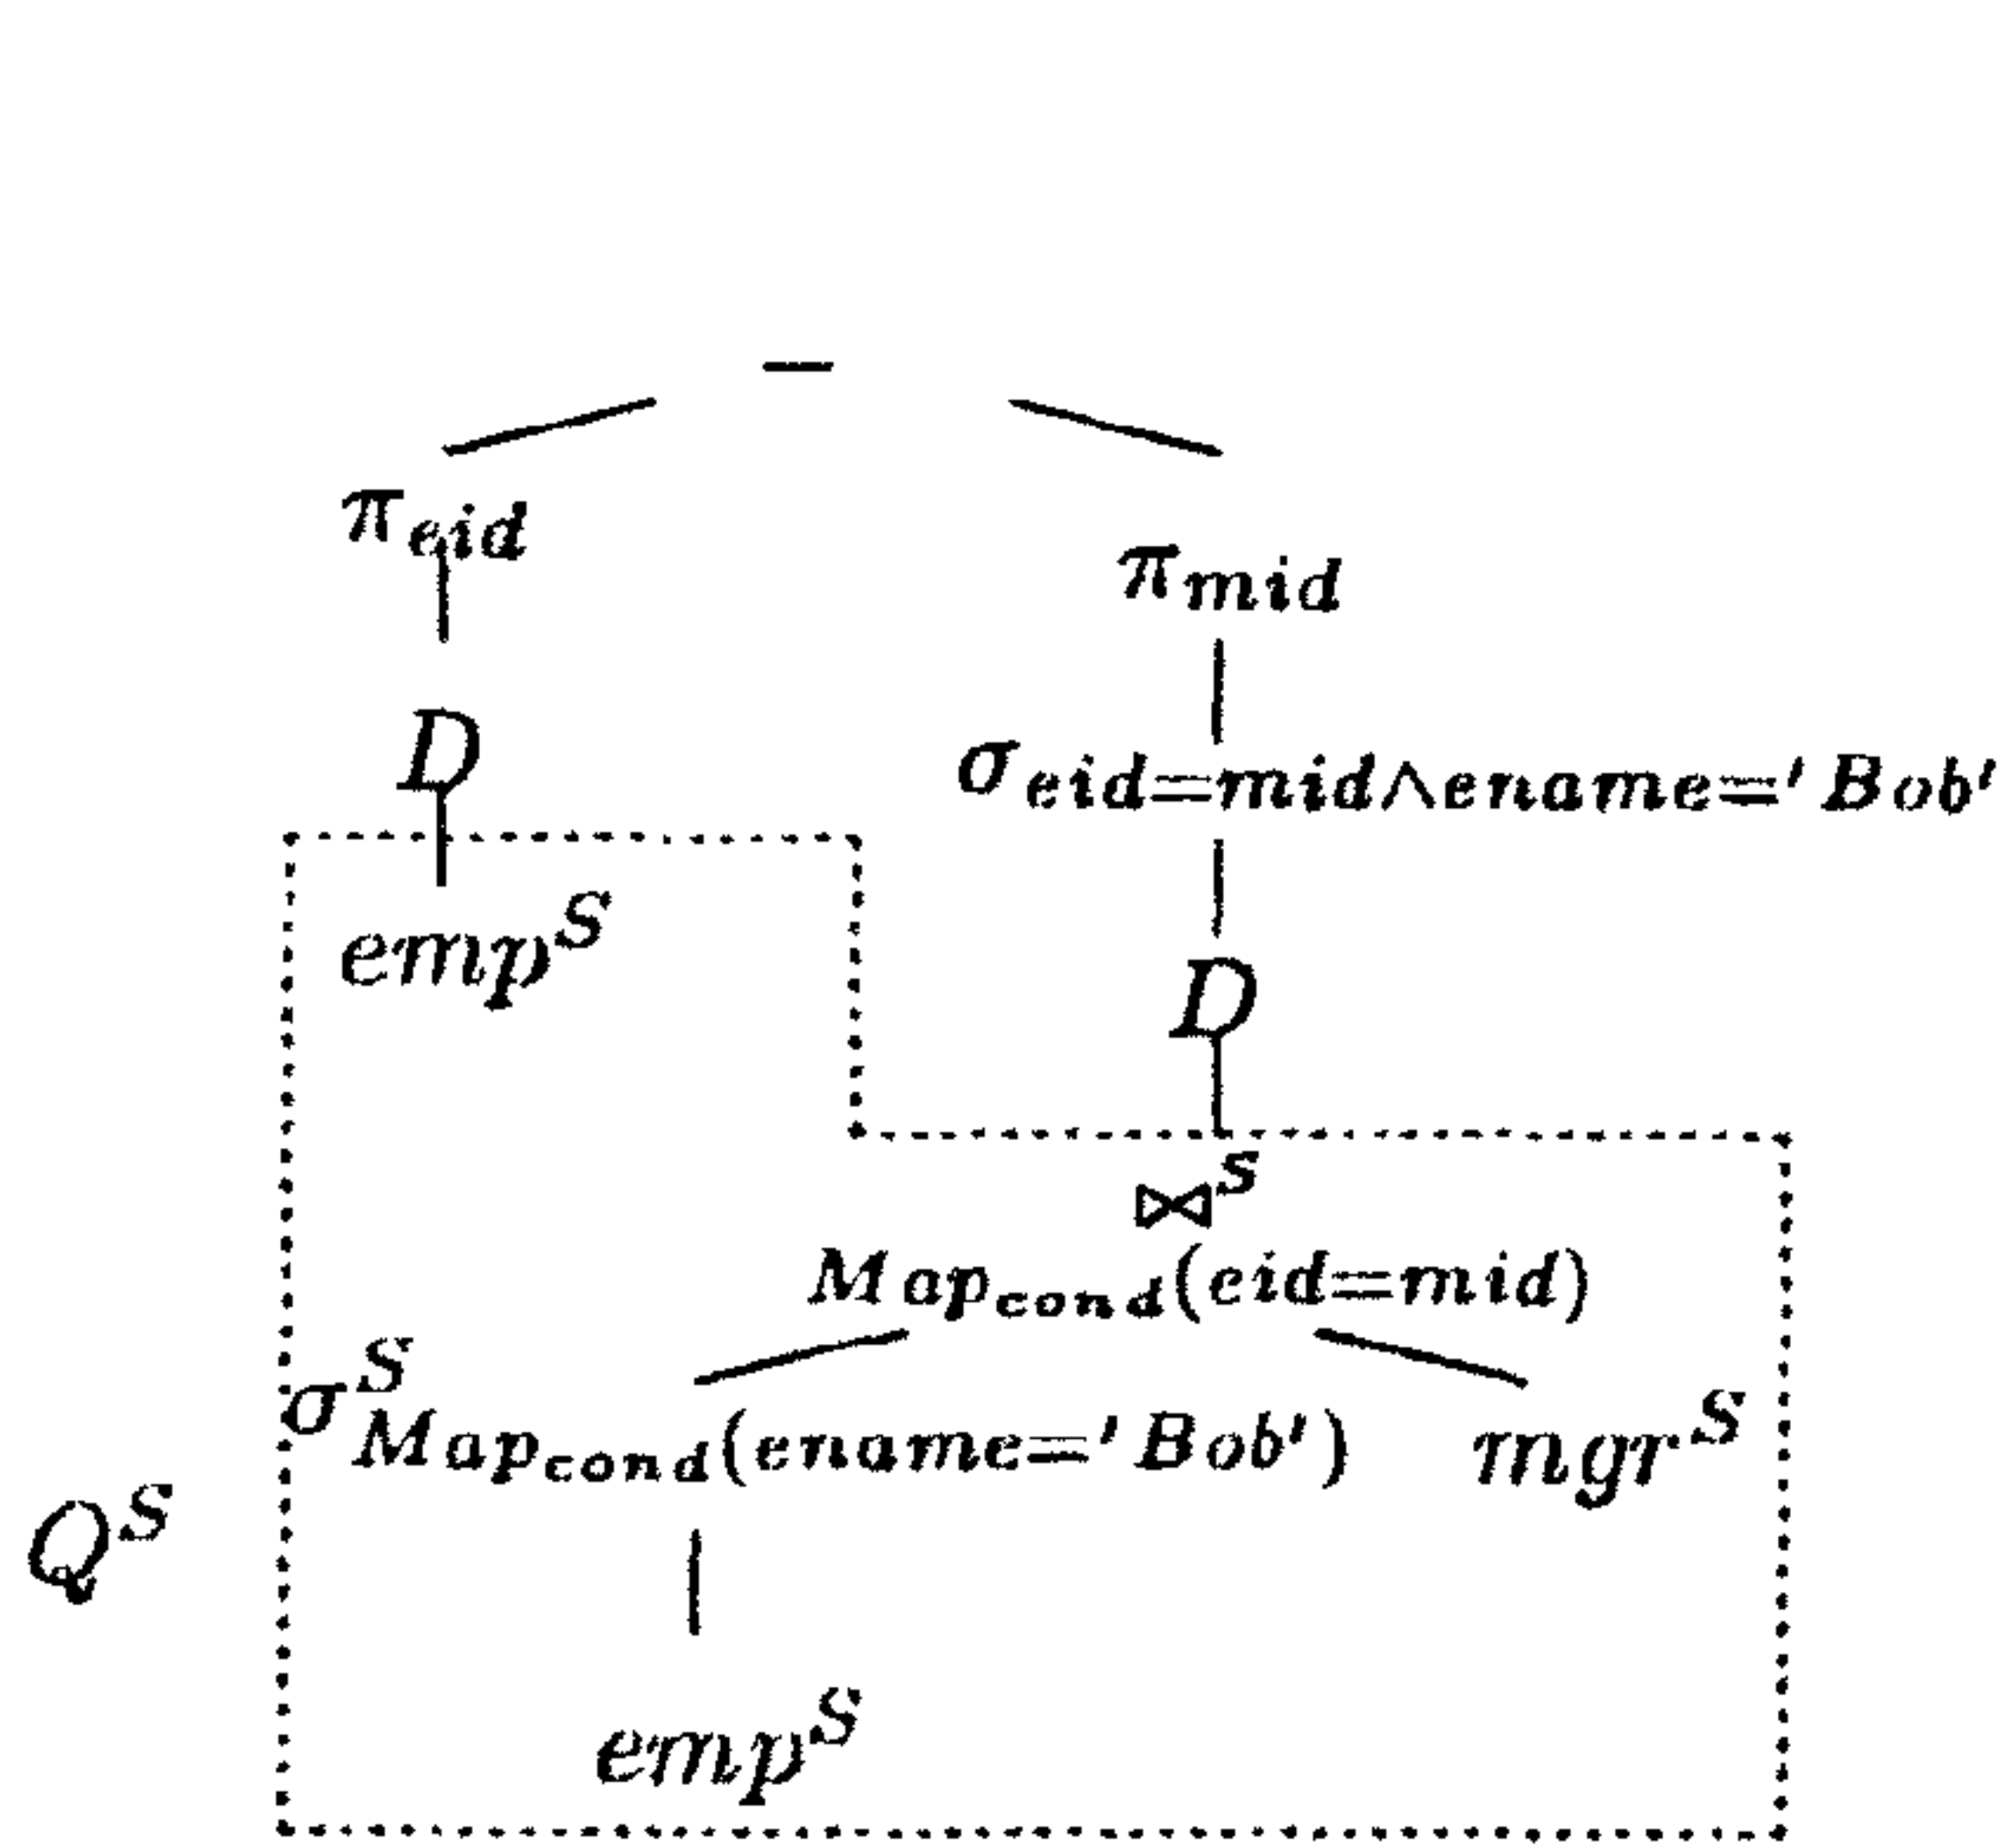 −
π_eid
π_mid
D
σ_eid=mid∧ename='Bob'
emp^S
D
⋈^S
Map_cond(eid=mid)
σ^S_Map_cond(ename='Bob')
mgr^S
Q^S
emp^S